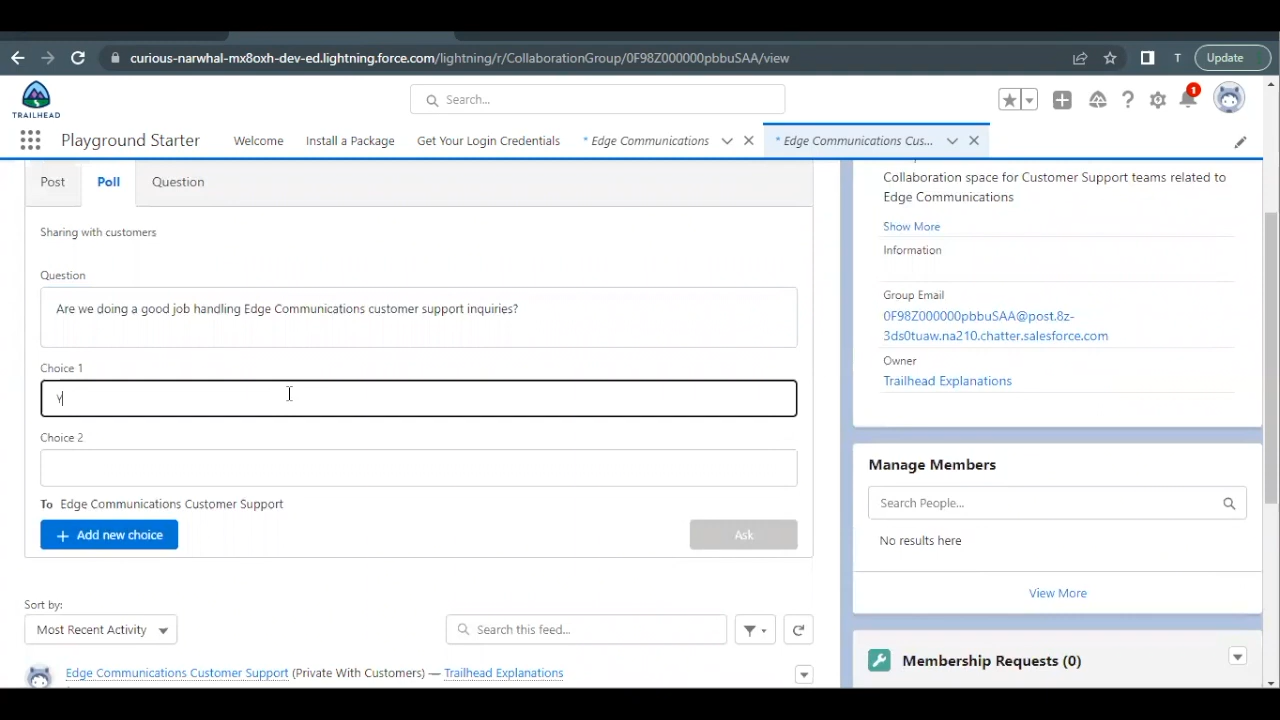 curious-narwhal-mx8oxh-dev-ed.lightning.force.com/lightning/r/CollaborationGroup/0F98Z000000pbbuSAA/view
T
Update
TRAILHEAD
Search...
1
Playground Starter
Welcome
Install a Package
Get Your Login Credentials
* Edge Communications
* Edge Communications Cus...
Post
Poll
Question
Sharing with customers
Question
Are we doing a good job handling Edge Communications customer support inquiries?
Choice 1
Y
Choice 2
To Edge Communications Customer Support
+ Add new choice
Ask
Sort by:
Most Recent Activity
Search this feed...
Edge Communications Customer Support (Private With Customers) — Trailhead Explanations
Collaboration space for Customer Support teams related to
Edge Communications
Show More
Information
Group Email
0F98Z000000pbbuSAA@post.8z-
3ds0tuaw.na210.chatter.salesforce.com
Owner
Trailhead Explanations
Manage Members
Search People...
No results here
View More
Membership Requests (0)